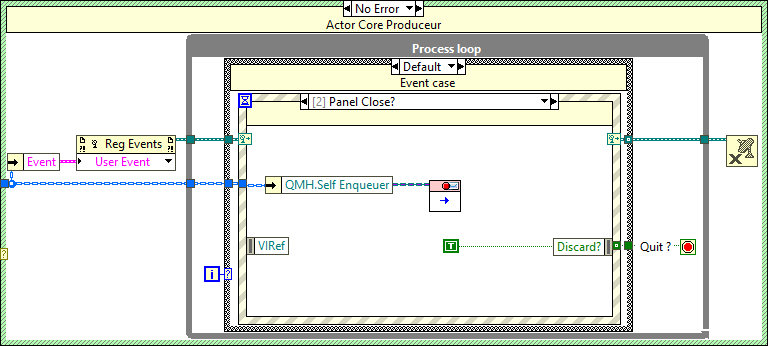 No Error
Actor Core Produceur
Process loop
Default
Event case
[2] Panel Close?
Reg Events
Event
User Event
QMH.Self Enqueuer
VIRef
T
Discard?
Quit ?
i
?
?